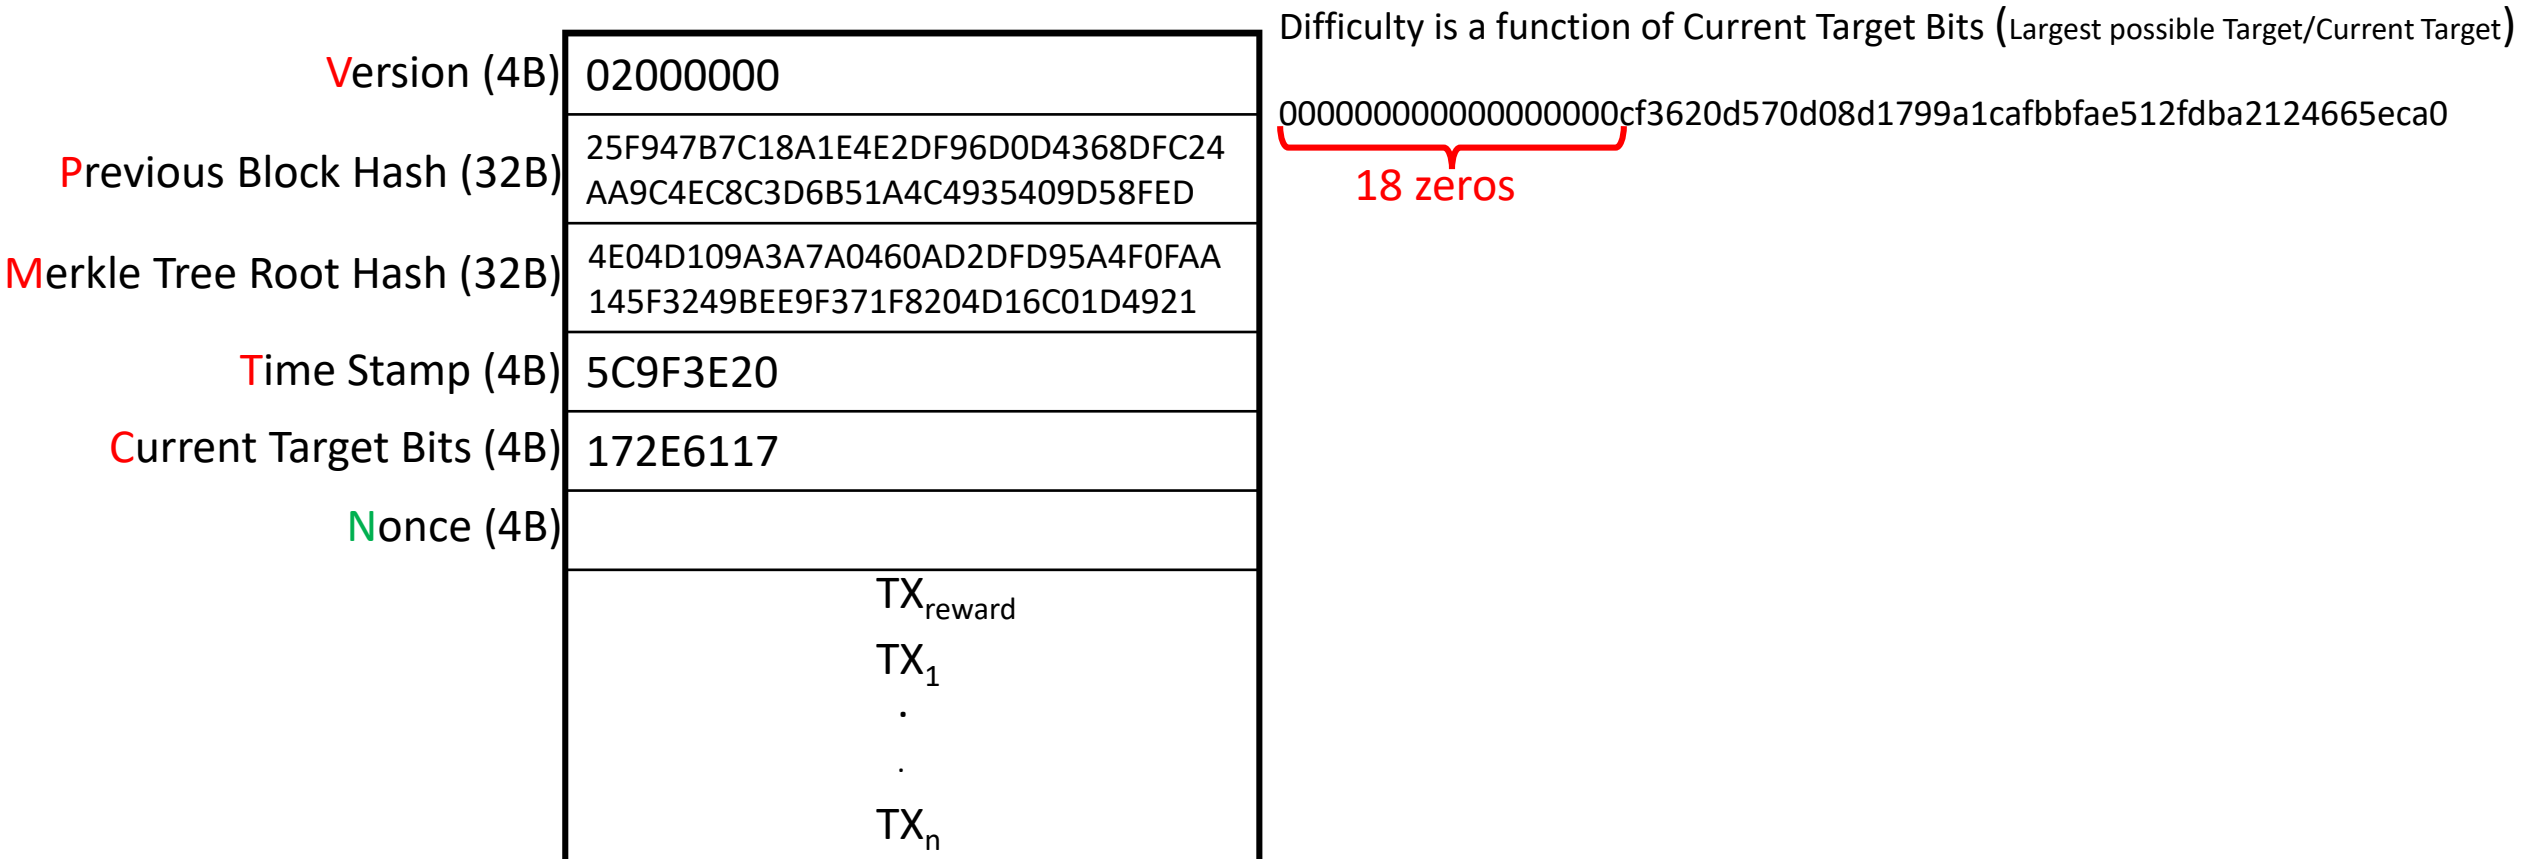 Difficulty is a function of Current Target Bits (Largest possible Target/Current Target)
Version (4B) 02000000
000000000000000000cf3620d570d08d1799a1cafbbfae512fdba2124665eca0
18 zeros
Previous Block Hash (32B) 25F947B7C18A1E4E2DF96D0D4368DFC24
AA9C4EC8C3D6B51A4C4935409D58FED
Merkle Tree Root Hash (32B) 4E04D109A3A7A0460AD2DFD95A4F0FAA
145F3249BEE9F371F8204D16C01D4921
Time Stamp (4B) 5C9F3E20
Current Target Bits (4B) 172E6117
Nonce (4B)
TXreward
TX1
.
.
TXn